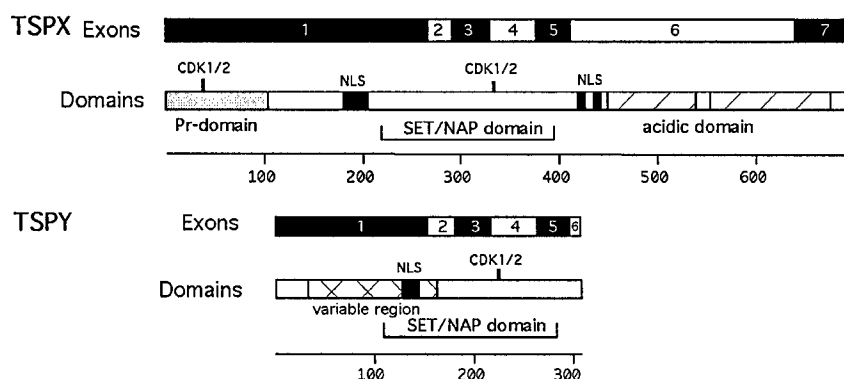 TSPX Exons 1 2 3 4 5 6 7
CDK1/2 NLS CDK1/2 NLS
Domains
Pr-domain SET/NAP domain acidic domain
100 200 300 400 500 600
TSPY Exons 1 2 3 4 5 6
NLS CDK1/2
Domains
variable region
SET/NAP domain
100 200 300